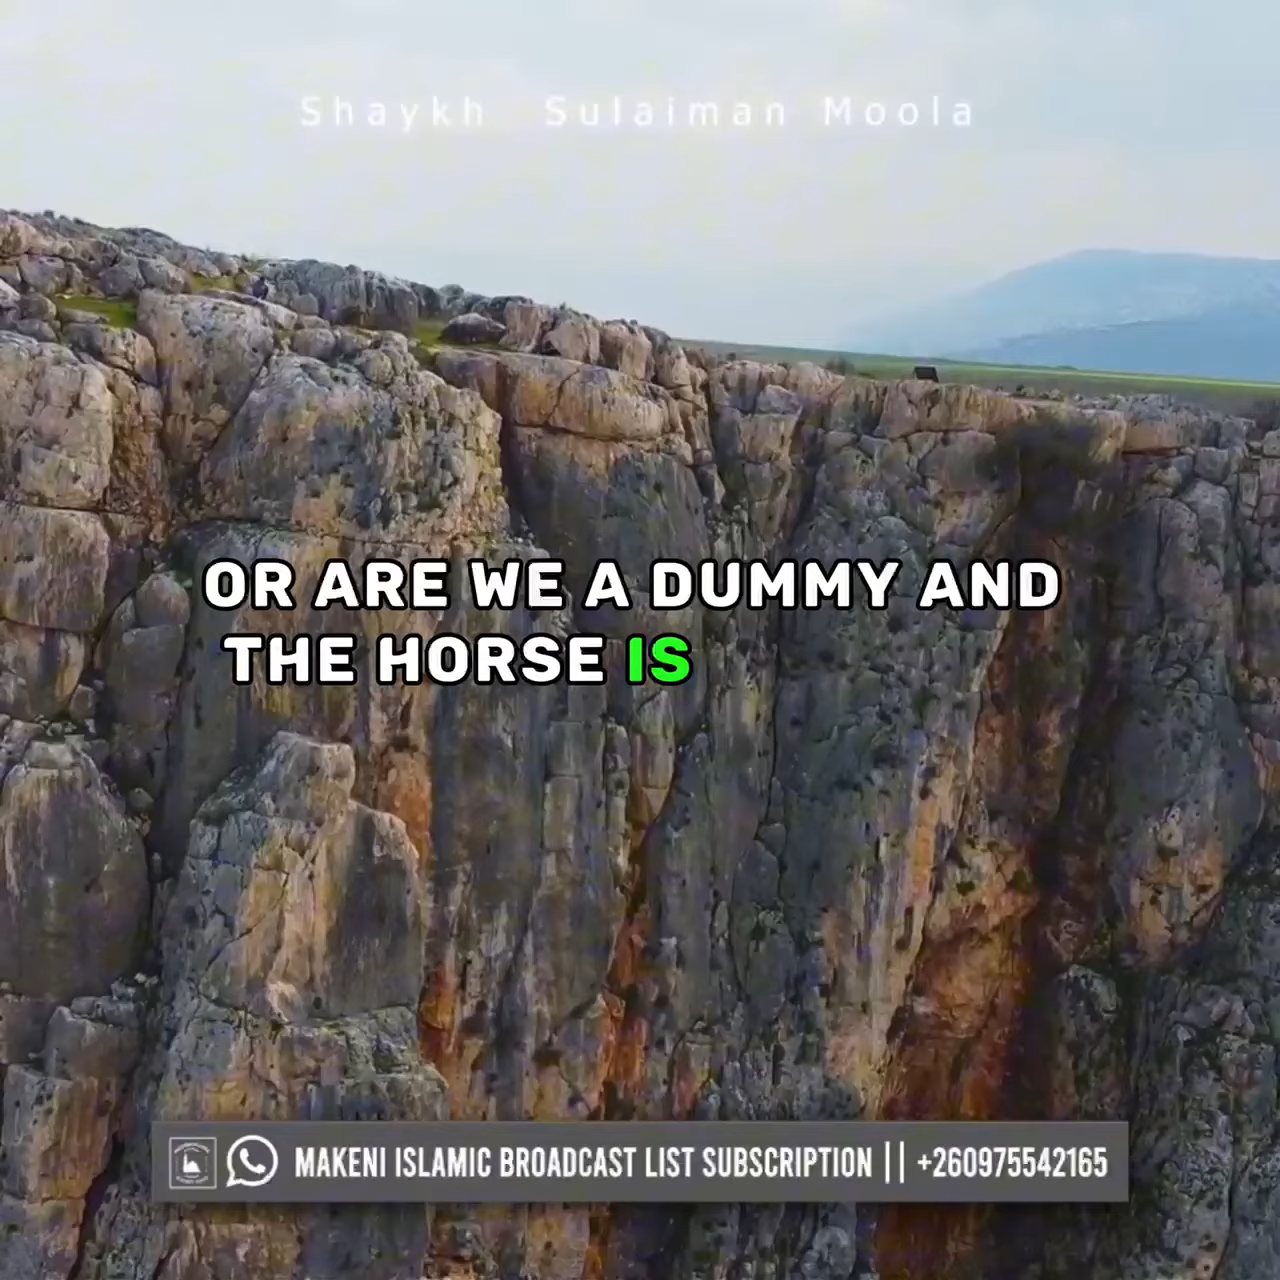 Shaykh Sulaiman Moola
OR ARE WE A DUMMY AND
THE HORSE IS
MAKENI ISLAMIC BROADCAST LIST SUBSCRIPTION || +260975542165